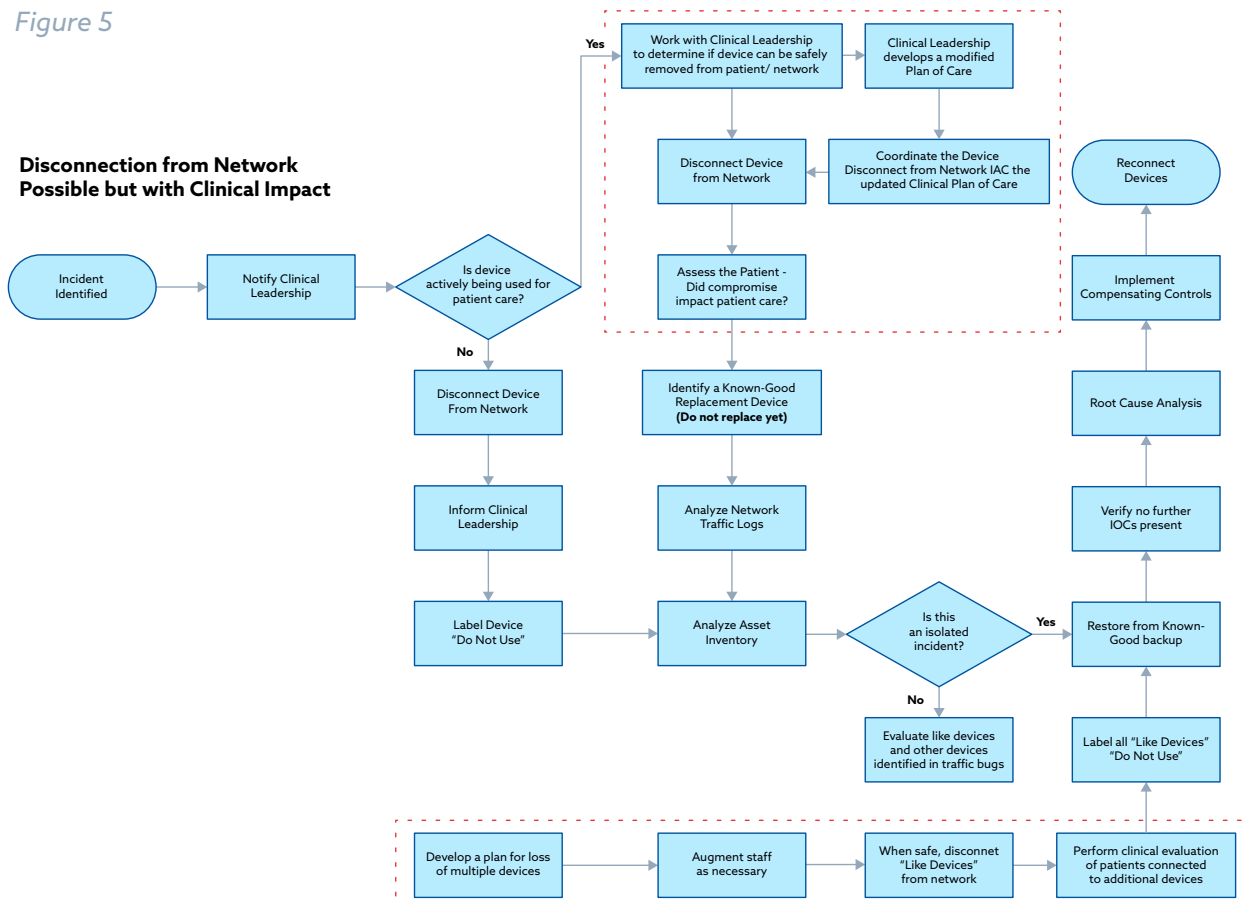 Figure 5
Disconnection from Network
Possible but with Clinical Impact
Incident
Identified
Notify Clinical
Leadership
Is device
actively being used for
patient care?
Yes
Work with Clinical Leadership
to determine if device can be safely
removed from patient/ network
Clinical Leadership
develops a modified
Plan of Care
Disconnect Device
from Network
Coordinate the Device
Disconnect from Network IAC the
updated Clinical Plan of Care
Assess the Patient -
Did compromise
impact patient care?
No
Disconnect Device
From Network
Inform Clinical
Leadership
Label Device
“Do Not Use”
Identify a Known-Good
Replacement Device
(Do not replace yet)
Analyze Network
Traffic Logs
Analyze Asset
Inventory
Is this
an isolated
incident?
Yes
No
Evaluate like devices
and other devices
identified in traffic bugs
Reconnect
Devices
Implement
Compensating Controls
Root Cause Analysis
Verify no further
IOCs present
Restore from Known-
Good backup
Label all “Like Devices”
“Do Not Use”
Develop a plan for loss
of multiple devices
Augment staff
as necessary
When safe, disconnet
“Like Devices”
from network
Perform clinical evaluation
of patients connected
to additional devices